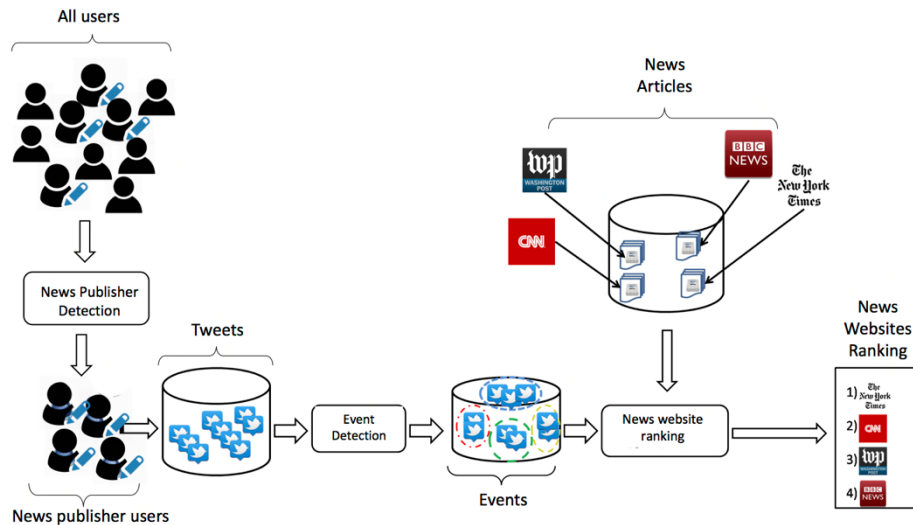 All users
News
Articles
wp
WASHINGTON
POST
BBC
NEWS
The
New York
Times
CNN
News Publisher
Detection
Tweets
News
Websites
Ranking
Event
Detection
News website
ranking
1) The
New York
Times
2) CNN
3) wp
WASHINGTON
POST
4) BBC
NEWS
Events
News publisher users